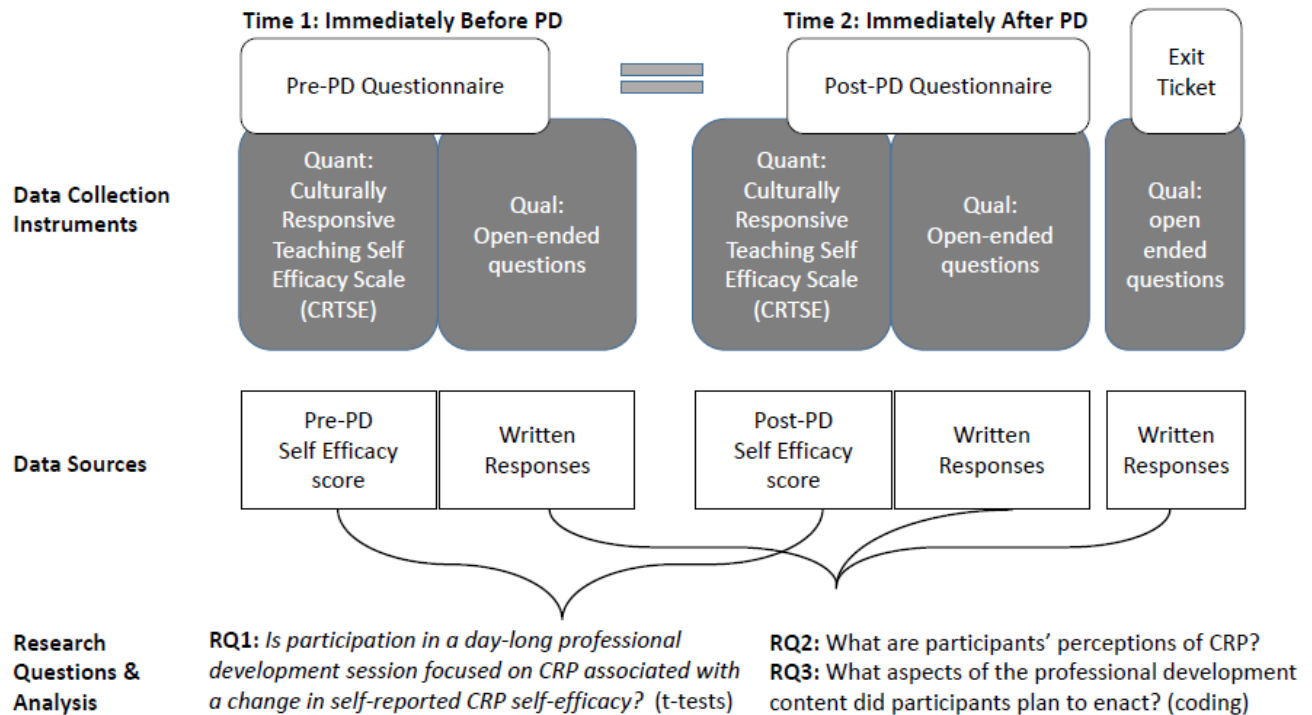 Time 1: Immediately Before PD
Time 2: Immediately After PD
Pre-PD Questionnaire
Post-PD Questionnaire
Exit
Ticket
Data Collection
Instruments
Quant:
Culturally
Responsive
Teaching Self
Efficacy Scale
(CRTSE)
Qual:
Open-ended
questions
Quant:
Culturally
Responsive
Teaching Self
Efficacy Scale
(CRTSE)
Qual:
Open-ended
questions
Qual:
open
ended
questions
Data Sources
Pre-PD
Self Efficacy
score
Written
Responses
Post-PD
Self Efficacy
score
Written
Responses
Written
Responses
Research
Questions &
Analysis
RQ1: Is participation in a day-long professional
development session focused on CRP associated with
a change in self-reported CRP self-efficacy? (t-tests)
RQ2: What are participants’ perceptions of CRP?
RQ3: What aspects of the professional development
content did participants plan to enact? (coding)